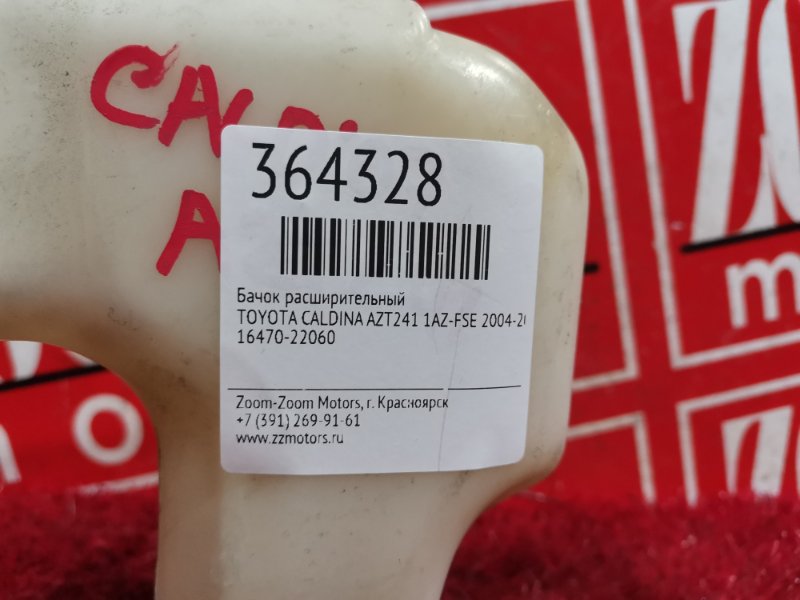 364328
Бачок расширительный
TOYOTA CALDINA AZT241 1AZ-FSE 2004-20
16470-22060
Zoom-Zoom Motors, г. Красноярск
+7 (391) 269-91-61
www.zzmotors.ru